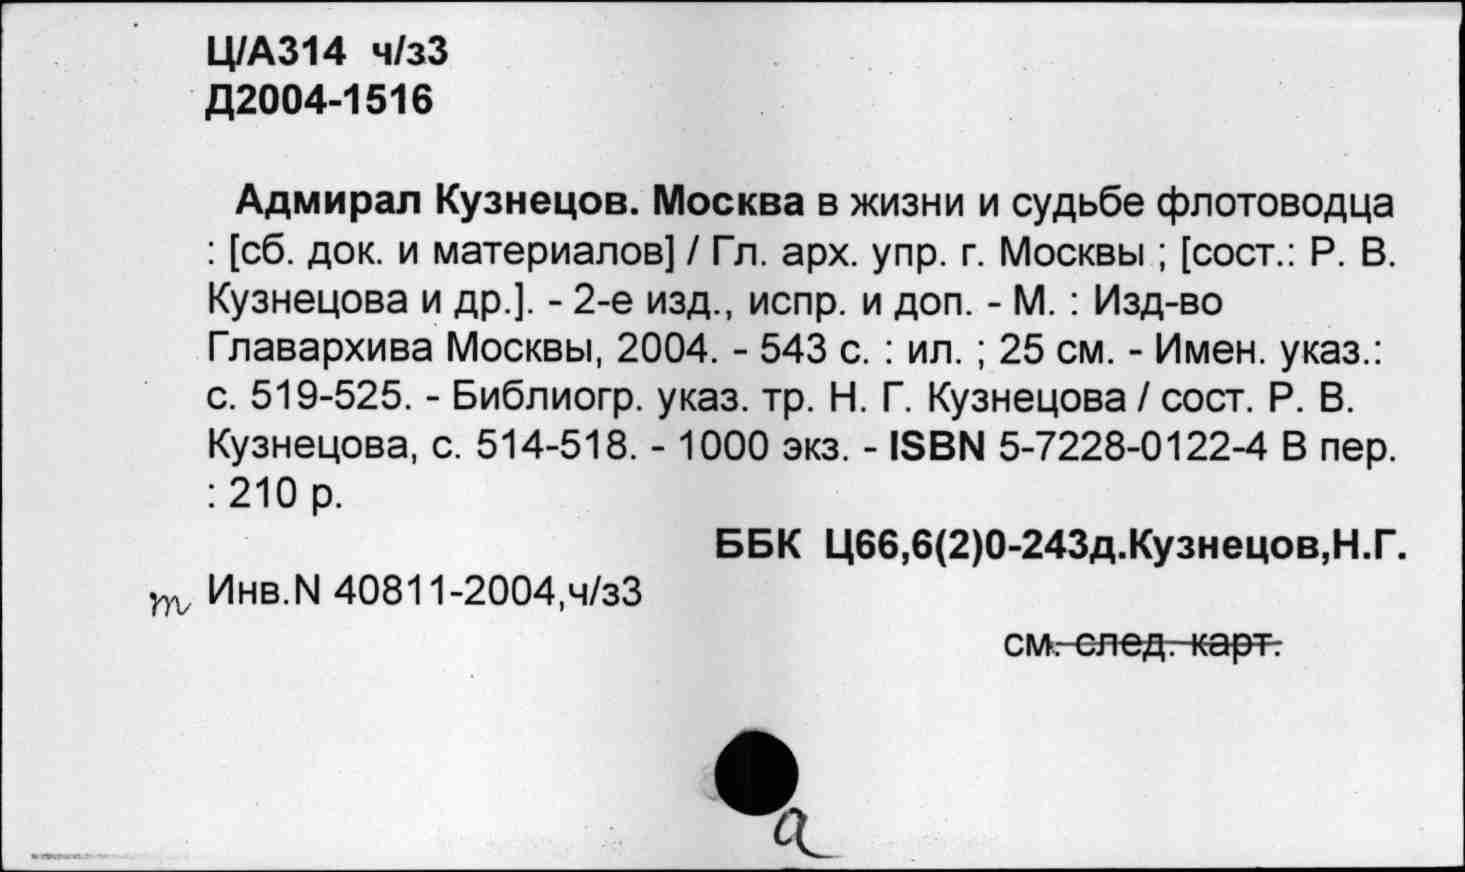 Ц/А314 ч/з3
Д2004-1516
Адмирал Кузнецов. Москва в жизни и судьбе флотоводца
: [сб. док. и материалов] / Гл. арх. упр. г. Москвы ; [сост.: Р. В.
Кузнецова и др.]. - 2-е изд., испр. и доп. - М. : Изд-во
Главархива Москвы, 2004. - 543 с. : ил. ; 25 см. - Имен. указ.:
с. 519-525. - Библиогр. указ. тр. Н. Г. Кузнецова / сост. Р. В.
Кузнецова, с. 514-518. - 1000 экз. - ISBN 5-7228-0122-4 В пер.
: 210 р.
ББК Ц66,6(2)0-243д.Кузнецов,Н.Г.
т Инв.N 40811-2004,ч/з3
см. след. карт.
а